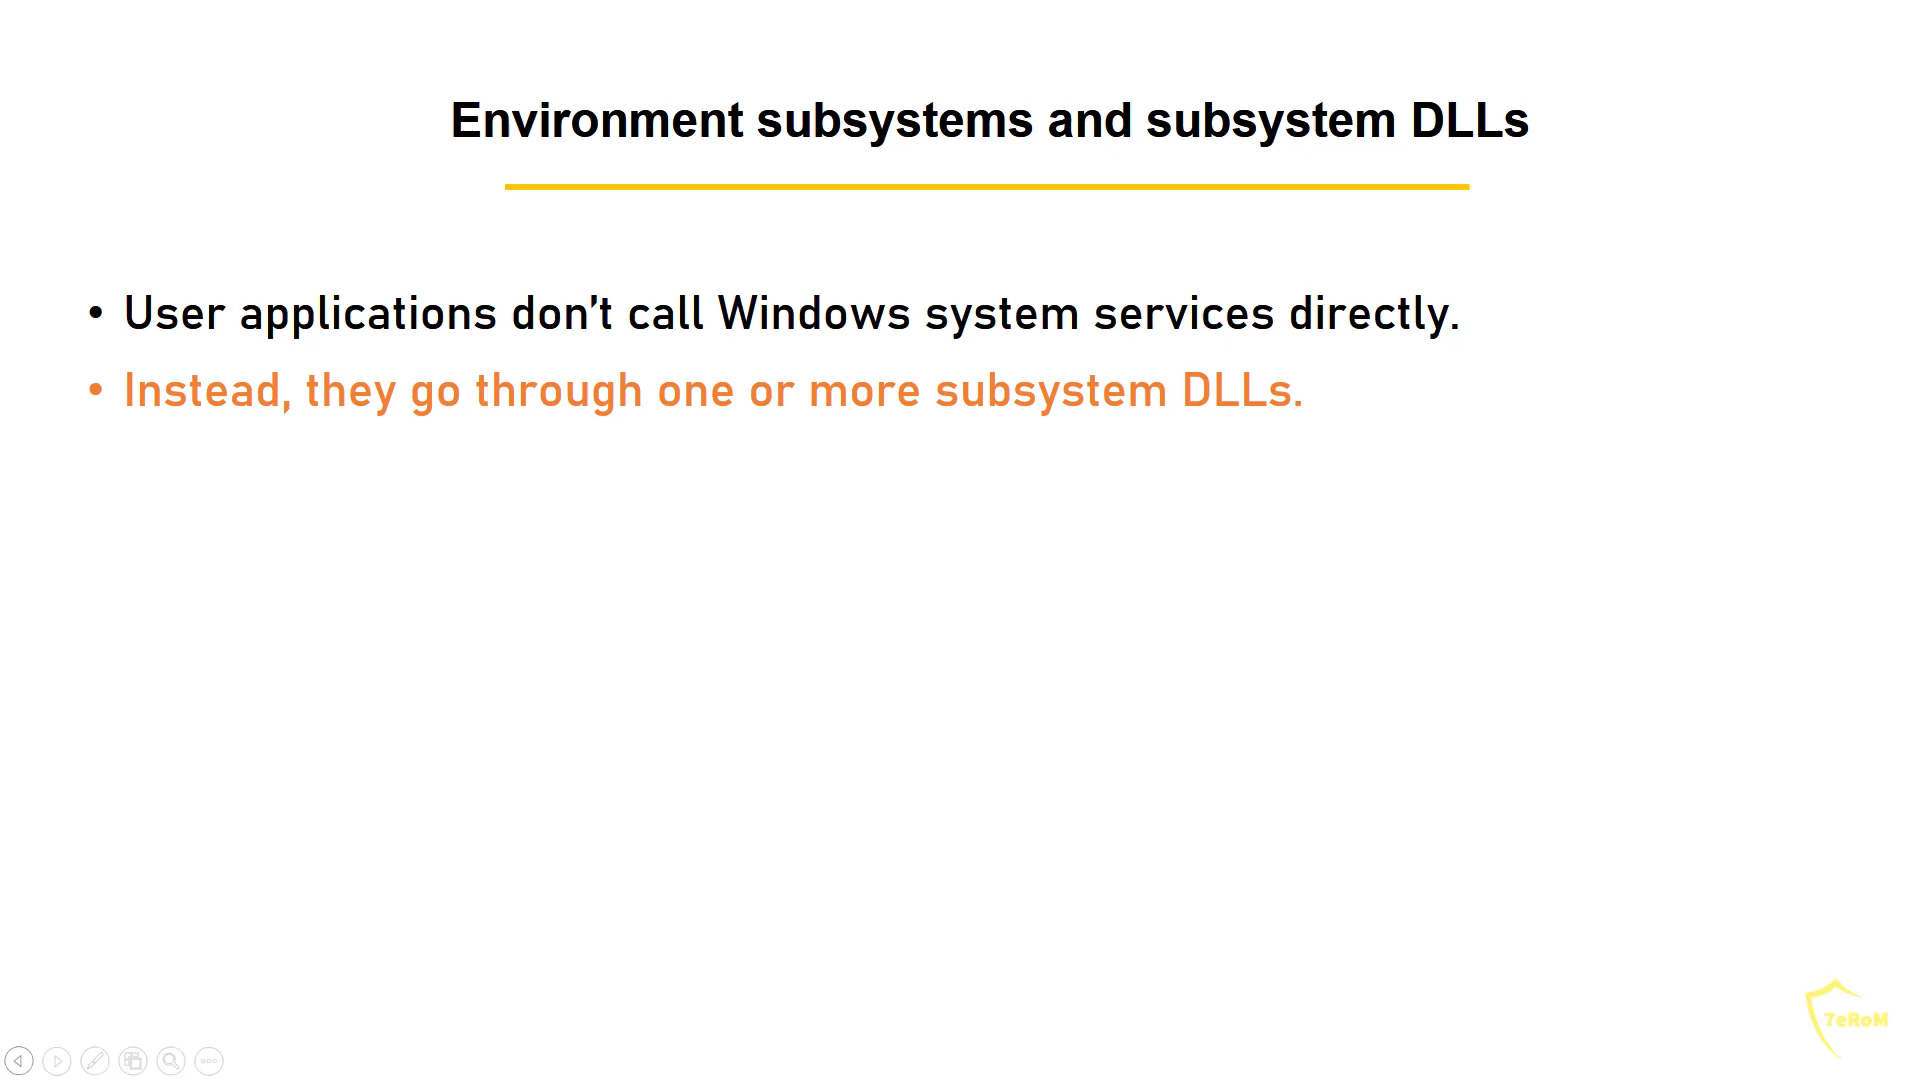 Environment subsystems and subsystem DLLs
• User applications don't call Windows system services directly.
• Instead, they go through one or more subsystem DLLs.
7eRoM